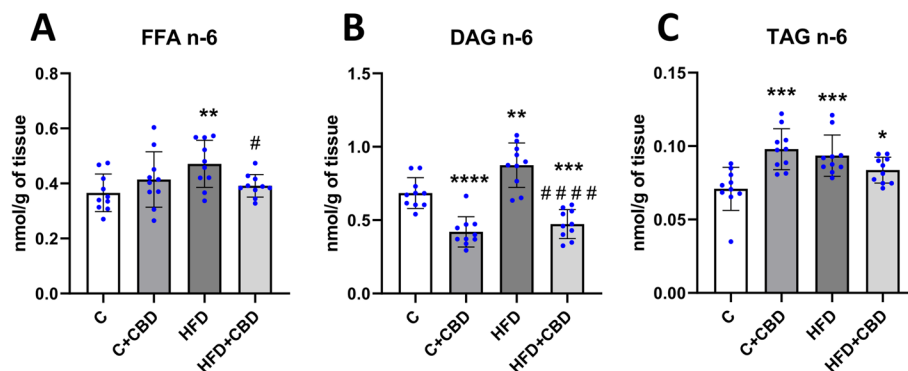 A
FFA n-6
nmol/g of tissue
0.8
0.6
0.4
0.2
0.0
**
#
C
C+CBD
HFD
HFD+CBD
B
DAG n-6
nmol/g of tissue
1.5
1.0
0.5
0.0
****
**
***
####
C
C+CBD
HFD
HFD+CBD
C
TAG n-6
nmol/g of tissue
0.15
0.10
0.05
0.00
***
***
*
C
C+CBD
HFD
HFD+CBD